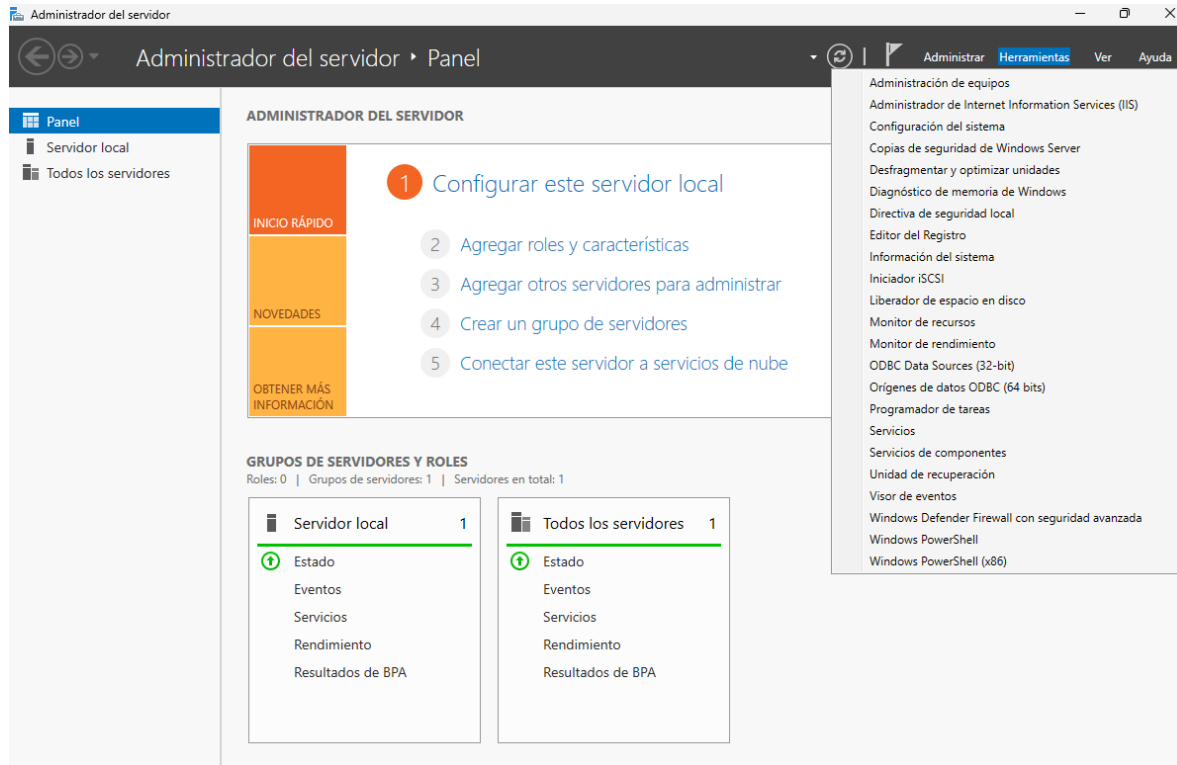 Administrador del servidor
Administrador del servidor ‣ Panel
Administrar Herramientas Ver Ayuda
Panel
Servidor local
Todos los servidores
ADMINISTRADOR DEL SERVIDOR
INICIO RÁPIDO
NOVEDADES
OBTENER MÁS
INFORMACIÓN
1 Configurar este servidor local
2 Agregar roles y características
3 Agregar otros servidores para administrar
4 Crear un grupo de servidores
5 Conectar este servidor a servicios de nube
GRUPOS DE SERVIDORES Y ROLES
Roles: 0 | Grupos de servidores: 1 | Servidores en total: 1
Servidor local 1
Estado
Eventos
Servicios
Rendimiento
Resultados de BPA
Todos los servidores 1
Estado
Eventos
Servicios
Rendimiento
Resultados de BPA
Administración de equipos
Administrador de Internet Information Services (IIS)
Configuración del sistema
Copias de seguridad de Windows Server
Desfragmentar y optimizar unidades
Diagnóstico de memoria de Windows
Directiva de seguridad local
Editor del Registro
Información del sistema
Iniciador iSCSI
Liberador de espacio en disco
Monitor de recursos
Monitor de rendimiento
ODBC Data Sources (32-bit)
Orígenes de datos ODBC (64 bits)
Programador de tareas
Servicios
Servicios de componentes
Unidad de recuperación
Visor de eventos
Windows Defender Firewall con seguridad avanzada
Windows PowerShell
Windows PowerShell (x86)